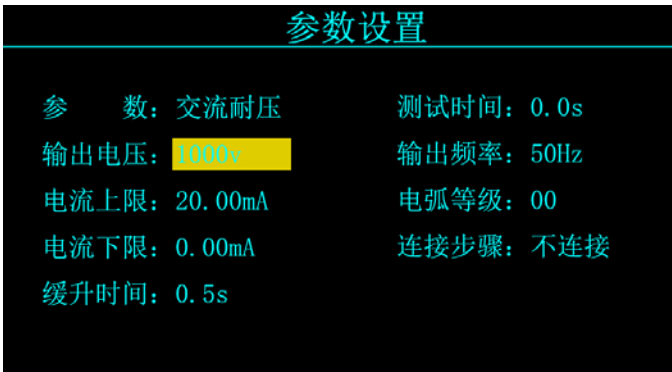 参数设置
参　　数：交流耐压　测试时间：0.0s
输出电压：1000v　输出频率：50Hz
电流上限：20.00mA　电弧等级：00
电流下限：0.00mA　连接步骤：不连接
缓升时间：0.5s